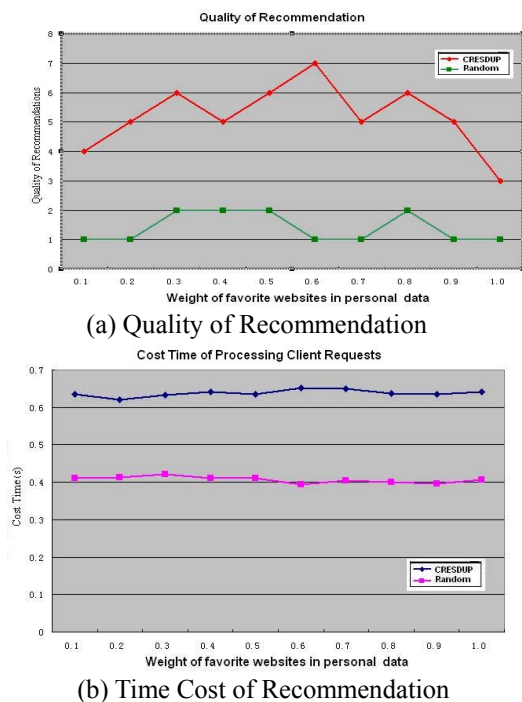 Quality of Recommendation
8
7
6
5
4
3
2
1
0
Quality of Recommendations
CRESDUP
Random
0.1 0.2 0.3 0.4 0.5 0.6 0.7 0.8 0.9 1.0
Weight of favorite websites in personal data
(a) Quality of Recommendation
Cost Time of Processing Client Requests
0.7
0.6
0.5
0.4
0.3
0.2
0.1
0
Cost Time(s)
CRESDUP
Random
0.1 0.2 0.3 0.4 0.5 0.6 0.7 0.8 0.9 1.0
Weight of favorite websites in personal data
(b) Time Cost of Recommendation